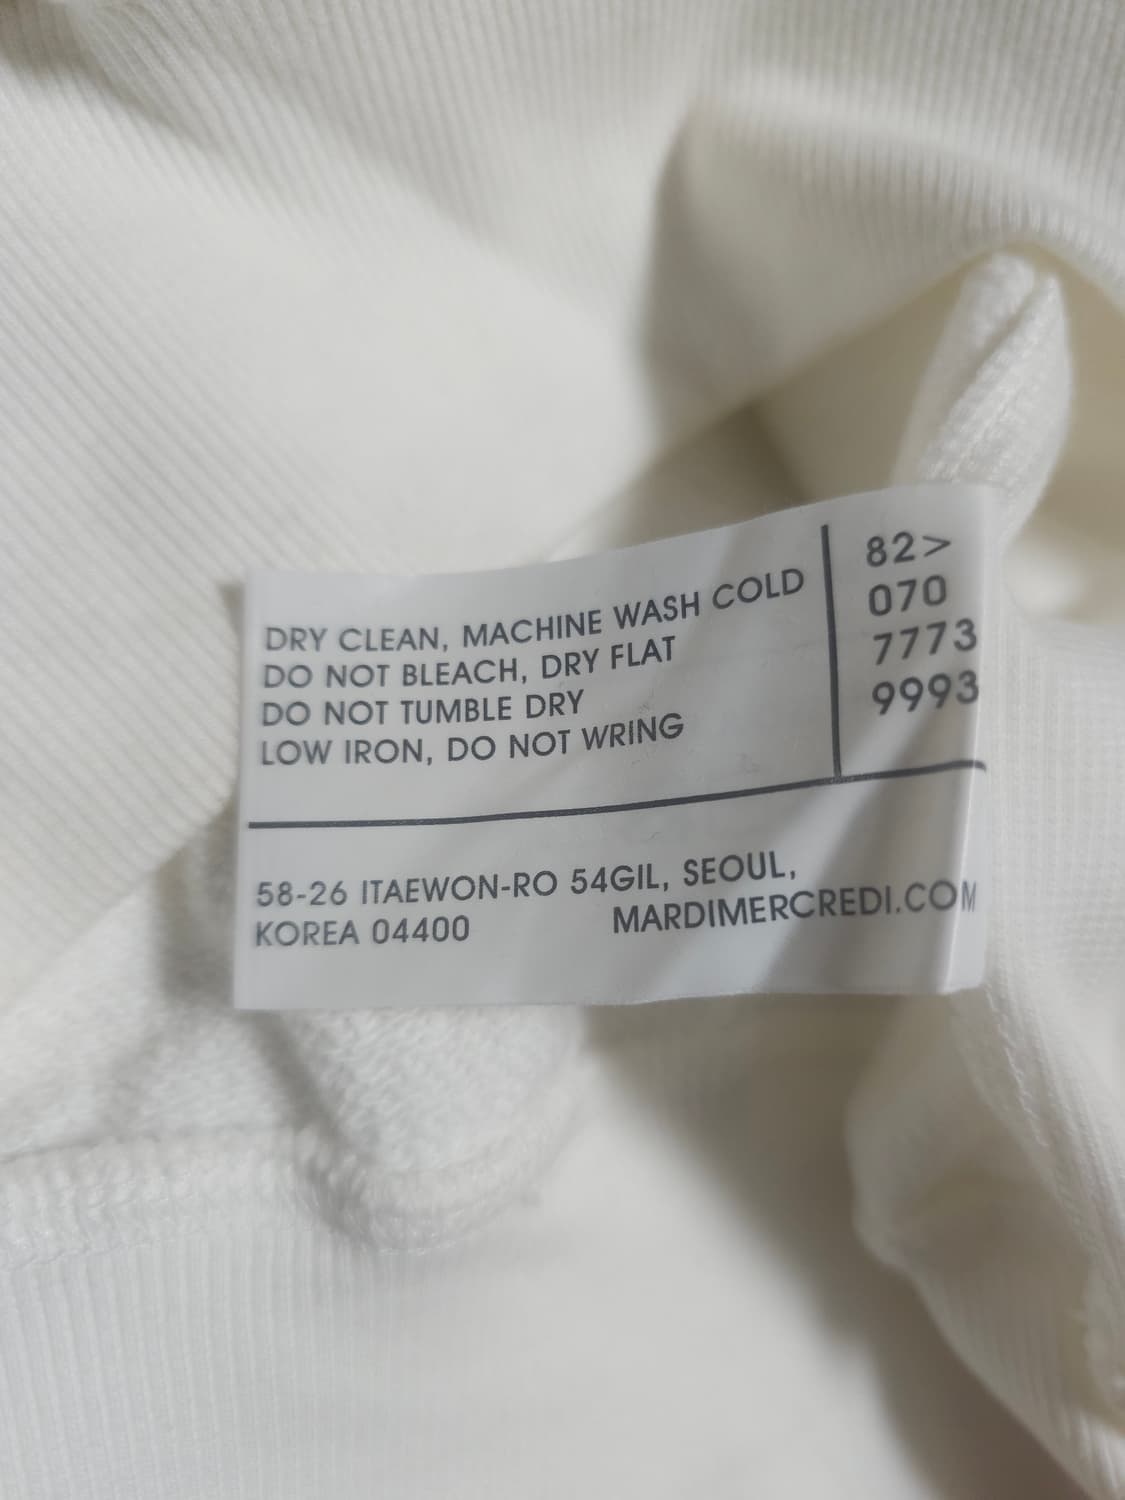 DRY CLEAN, MACHINE WASH COLD
DO NOT BLEACH, DRY FLAT
DO NOT TUMBLE DRY
LOW IRON, DO NOT WRING
82>
070
7773
9993
58-26 ITAEWON-RO 54GIL, SEOUL,
KOREA 04400 MARDIMERCREDI.COM